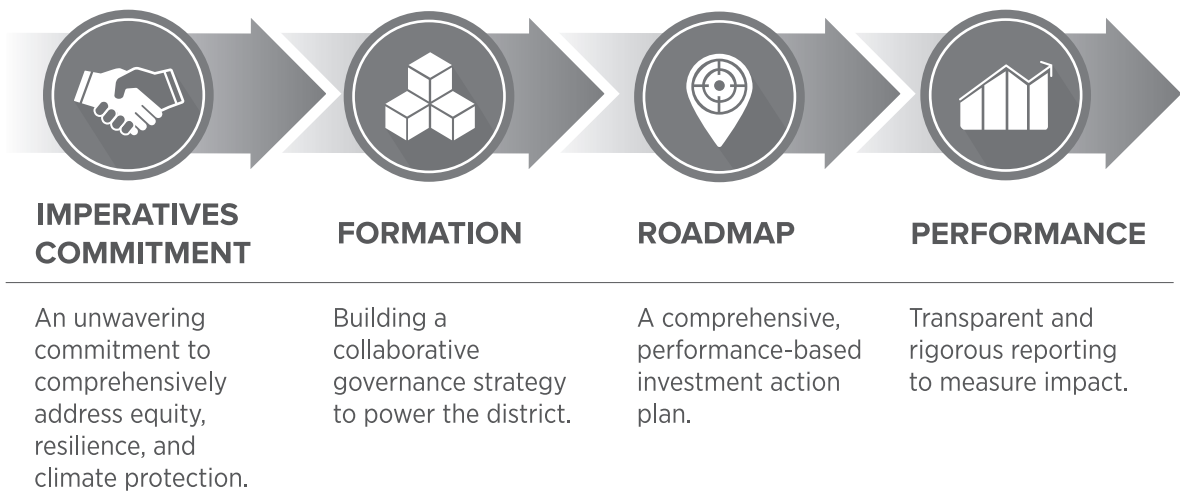 IMPERATIVES
COMMITMENT
An unwavering
commitment to
comprehensively
address equity,
resilience, and
climate protection.
FORMATION
Building a
collaborative
governance strategy
to power the district.
ROADMAP
A comprehensive,
performance-based
investment action
plan.
PERFORMANCE
Transparent and
rigorous reporting
to measure impact.